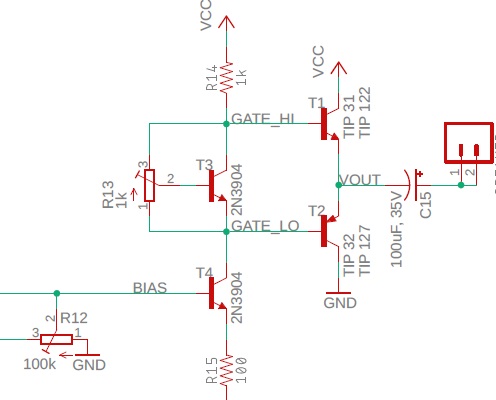 VCC
R14
1k
VCC
GATE_HI
T1
TIP 31
TIP 122
3
T3
2
R13
1k
1
2N3904
VOUT
1
2
GATE_LO
T2
100uF, 35V
C15
TIP 32
TIP 127
T4
2N3904
BIAS
GND
2
R12
3
1
100k
GND
R15
100